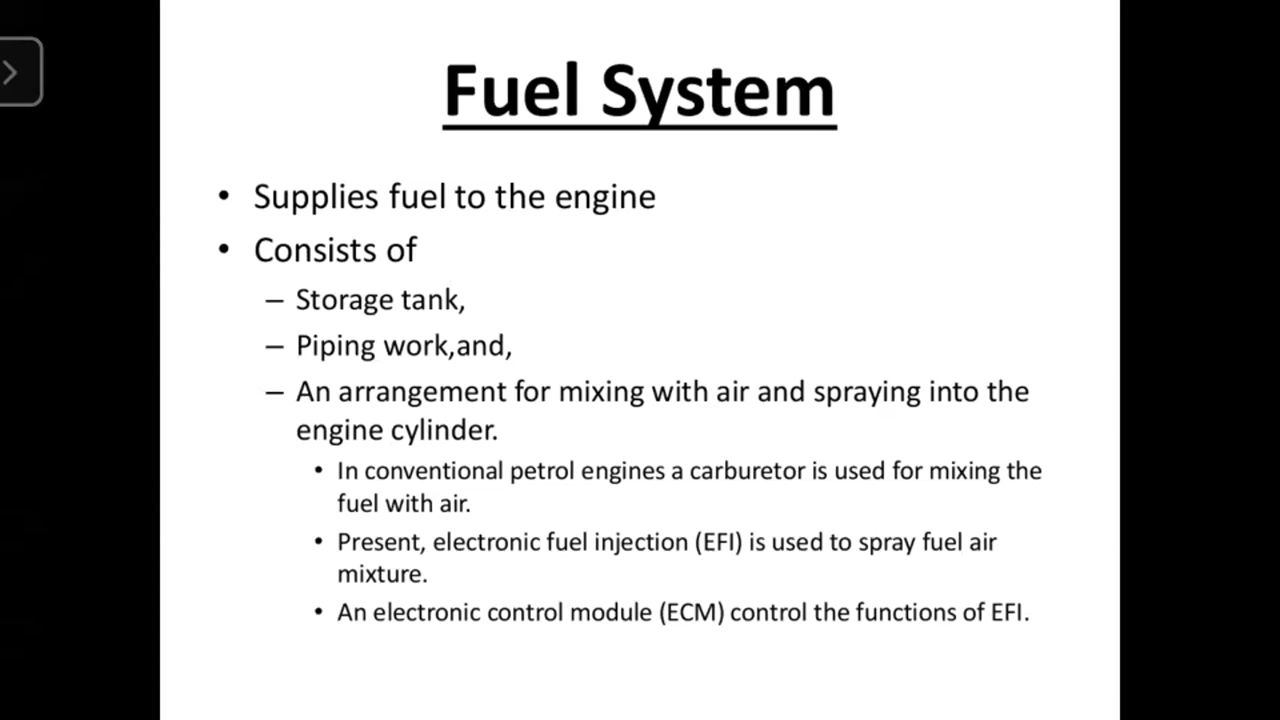 Fuel System
• Supplies fuel to the engine
• Consists of
– Storage tank,
– Piping work,and,
– An arrangement for mixing with air and spraying into the
engine cylinder.
• In conventional petrol engines a carburetor is used for mixing the
fuel with air.
• Present, electronic fuel injection (EFI) is used to spray fuel air
mixture.
• An electronic control module (ECM) control the functions of EFI.